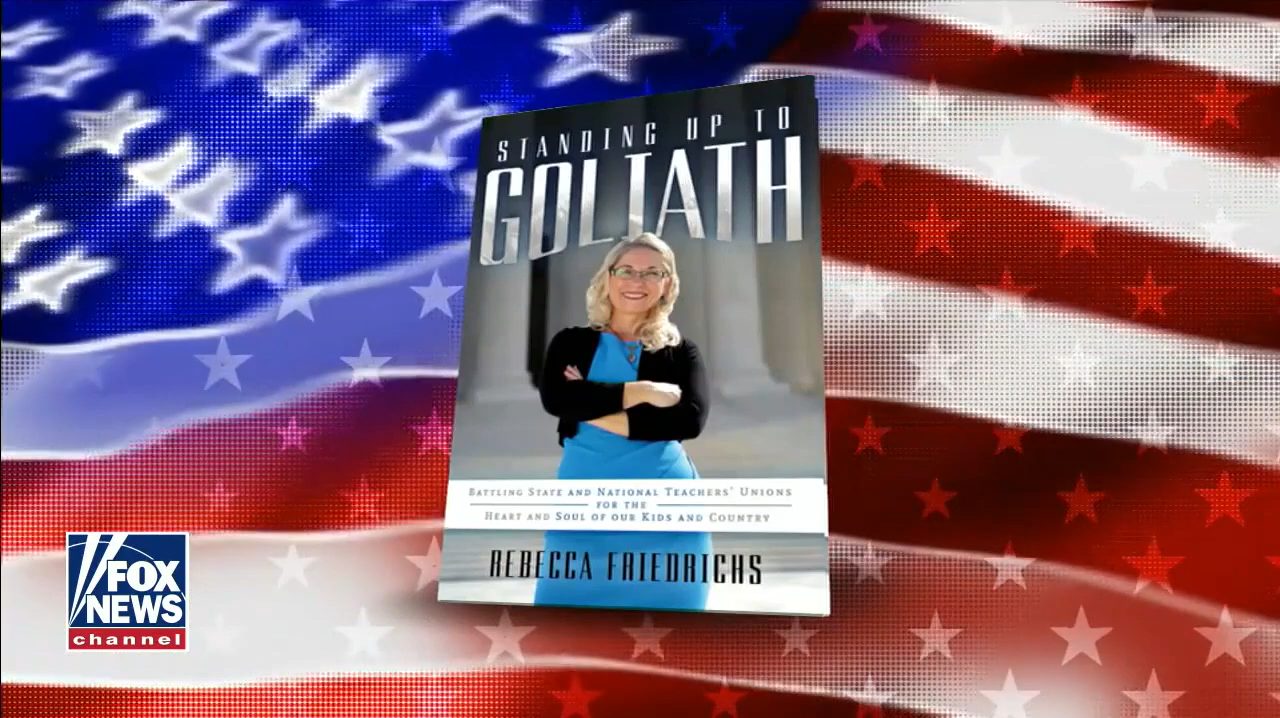 STANDING UP TO
GOLIATH
BATTLING STATE AND NATIONAL TEACHERS' UNIONS
FOR THE
HEART AND SOUL OF OUR KIDS AND COUNTRY
REBECCA FRIEDRICHS
FOX
NEWS
channel